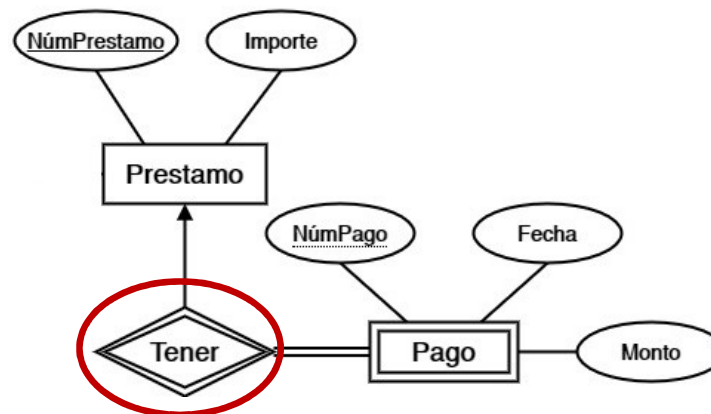 NúmPrestamo
Importe
Prestamo
NúmPago
Fecha
Tener
Pago
Monto